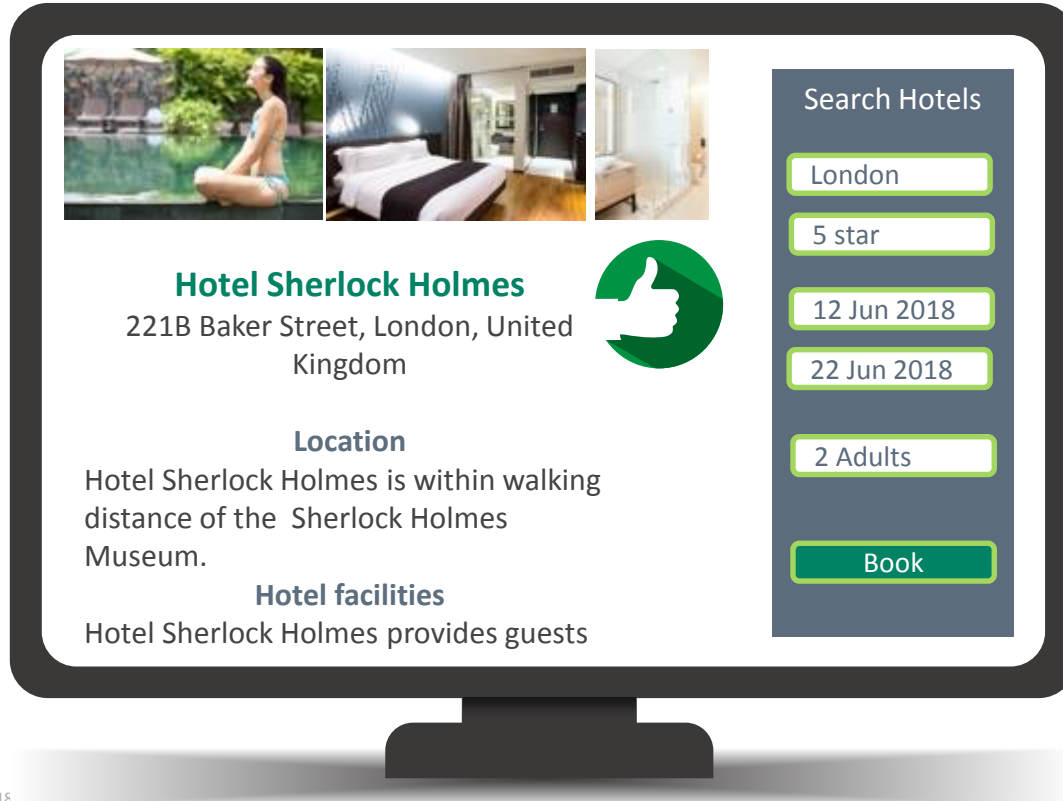 Hotel Sherlock Holmes
221B Baker Street, London, United
Kingdom
Location
Hotel Sherlock Holmes is within walking
distance of the  Sherlock Holmes
Museum.
Hotel facilities
Hotel Sherlock Holmes provides guests
Search Hotels
London
5 star
12 Jun 2018
22 Jun 2018
2 Adults
Book